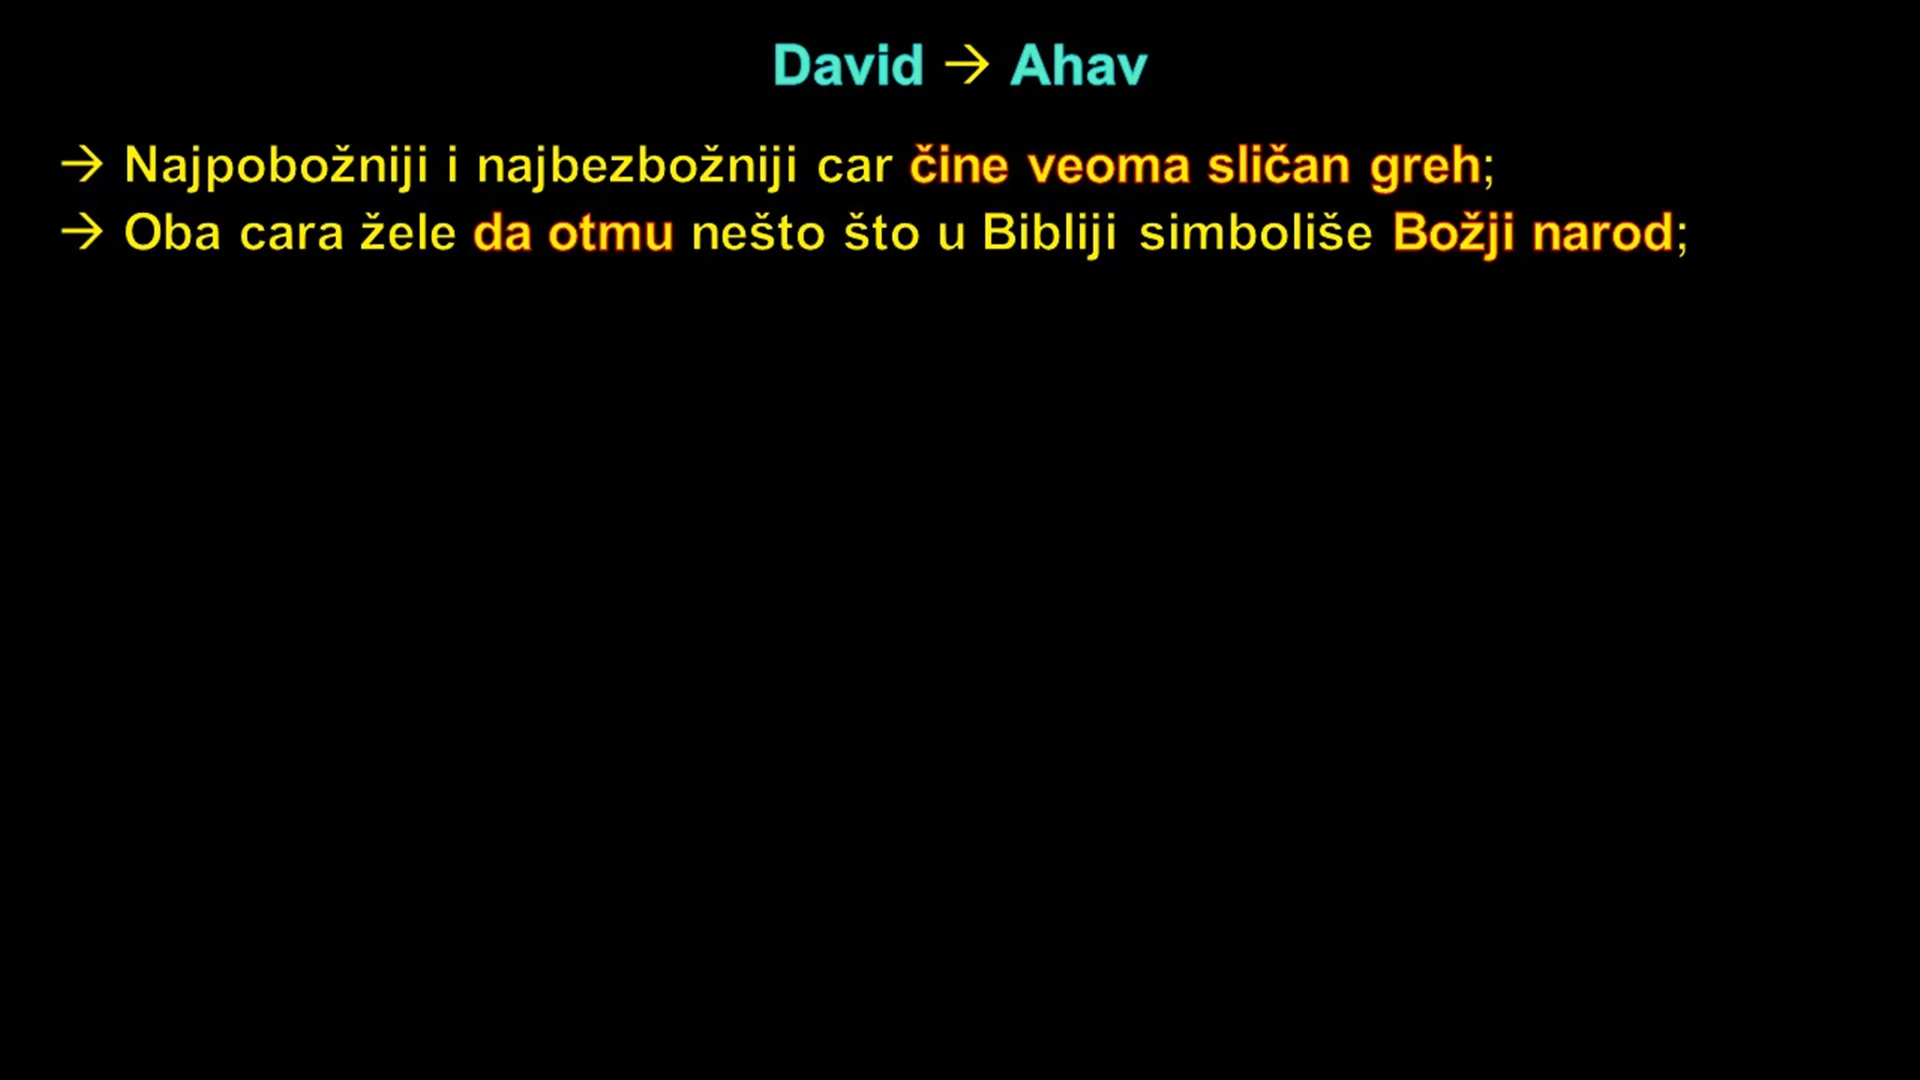 David → Ahav
→ Najpobožniji i najbezbožniji car čine veoma sličan greh;
→ Oba cara žele da otmu nešto što u Bibliji simboliše Božji narod;